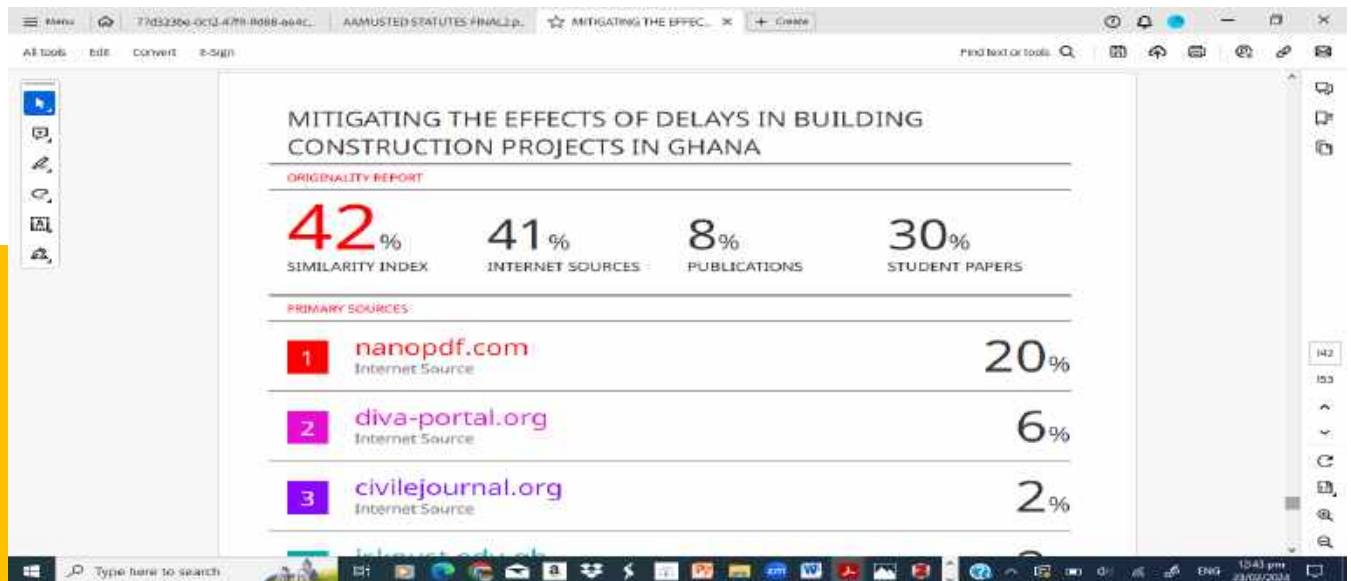 Menu
AAMUSTED STATUTES FINAL2.p...
MITIGATING THE EFFEC...
+ Create
All tools Edit Convert E-Sign
Find text or tools
MITIGATING THE EFFECTS OF DELAYS IN BUILDING
CONSTRUCTION PROJECTS IN GHANA
ORIGINALITY REPORT
42% 41% 8% 30%
SIMILARITY INDEX INTERNET SOURCES PUBLICATIONS STUDENT PAPERS
PRIMARY SOURCES
1 nanopdf.com 20%
Internet Source
2 diva-portal.org 6%
Internet Source
3 civilejournal.org 2%
Internet Source
142
153
Type here to search
ENG